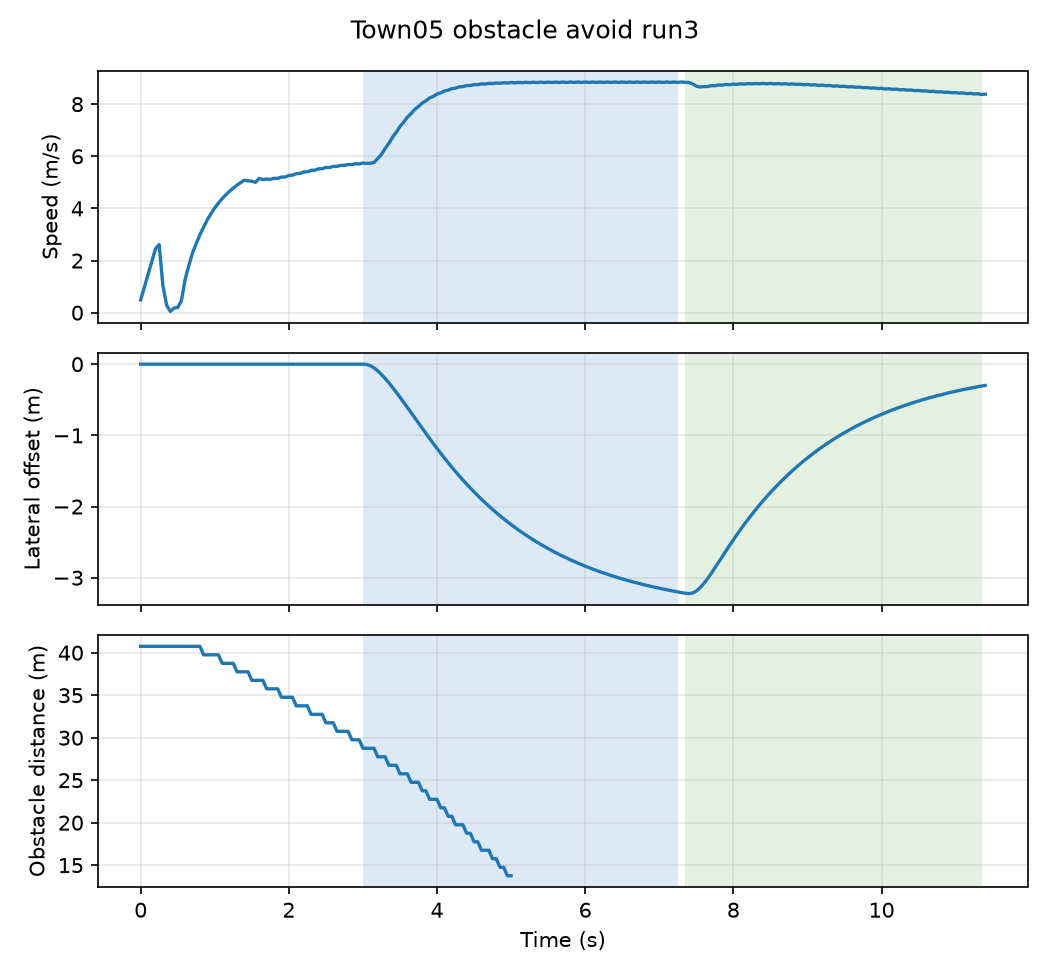 Town05 obstacle avoid run3
Speed (m/s)
8
6
4
2
0
Lateral offset (m)
0
−1
−2
−3
Obstacle distance (m)
40
35
30
25
20
15
0 2 4 6 8 10
Time (s)